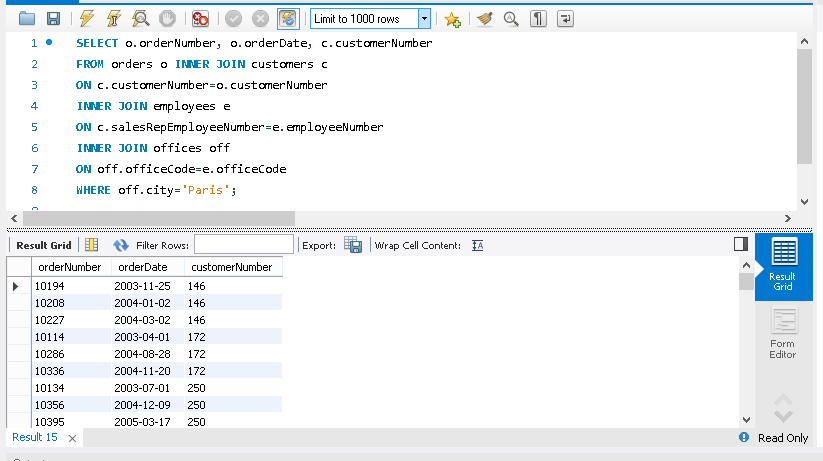 Limit to 1000 rows
1 SELECT o.orderNumber, o.orderDate, c.customerNumber
2 FROM orders o INNER JOIN customers c
3 ON c.customerNumber=o.customerNumber
4 INNER JOIN employees e
5 ON c.salesRepEmployeeNumber=e.employeeNumber
6 INNER JOIN offices off
7 ON off.officeCode=e.officeCode
8 WHERE off.city='Paris';
Result Grid Filter Rows: Export: Wrap Cell Content: IA
orderNumber orderDate customerNumber
10194 2003-11-25 146
10208 2004-01-02 146
10227 2004-03-02 146
10114 2003-04-01 172
10286 2004-08-28 172
10336 2004-11-20 172
10134 2003-07-01 250
10356 2004-12-09 250
10395 2005-03-17 250
Result
Grid
Form
Editor
Result 15 Read Only